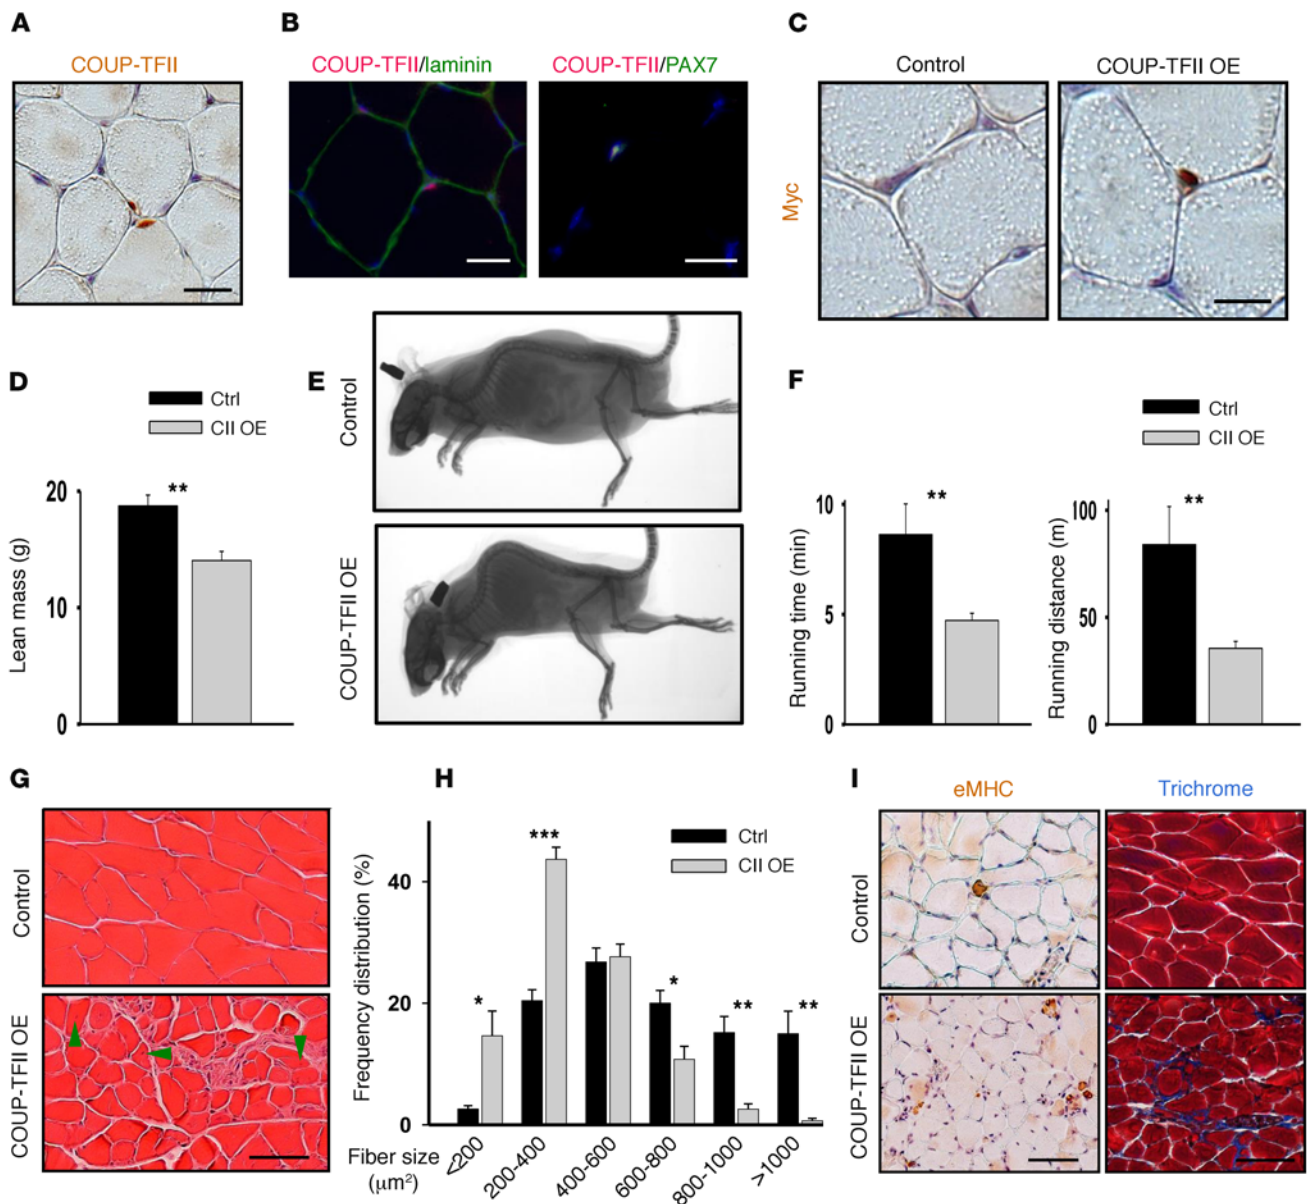 A
COUP-TFII
B
COUP-TFII/laminin
COUP-TFII/PAX7
C
Control
COUP-TFII OE
Myc
D
Ctrl
CII OE
**
20
10
0
Lean mass (g)
E
Control
COUP-TFII OE
F
Ctrl
CII OE
**
10
5
0
Running time (min)
**
100
50
0
Running distance (m)
G
Control
COUP-TFII OE
H
Ctrl
CII OE
Frequency distribution (%)
40
20
0
*
***
*
**
**
Fiber size
(µm²)
<200
200-400
400-600
600-800
800-1000
>1000
I
eMHC
Trichrome
Control
COUP-TFII OE